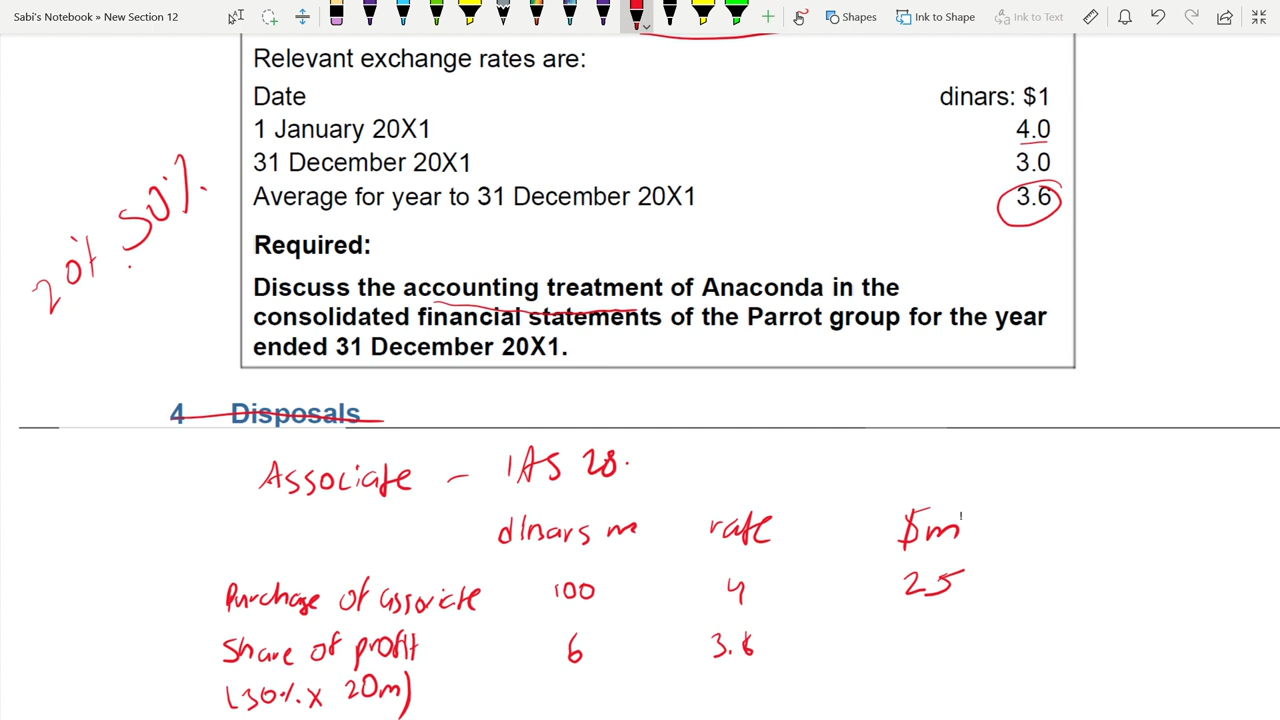 Sabi's Notebook » New Section 12
Shapes
Ink to Shape
Ink to Text
Relevant exchange rates are:
Date dinars: $1
1 January 20X1 4.0
31 December 20X1 3.0
Average for year to 31 December 20X1 3.6
Required:
Discuss the accounting treatment of Anaconda in the
consolidated financial statements of the Parrot group for the year
ended 31 December 20X1.
20% 50%
4 Disposals
Associate - IAS 28.
dinars m rate $m
Purchase of associate 100 4 25
Share of profit 6 3.6
(30% x 20m)